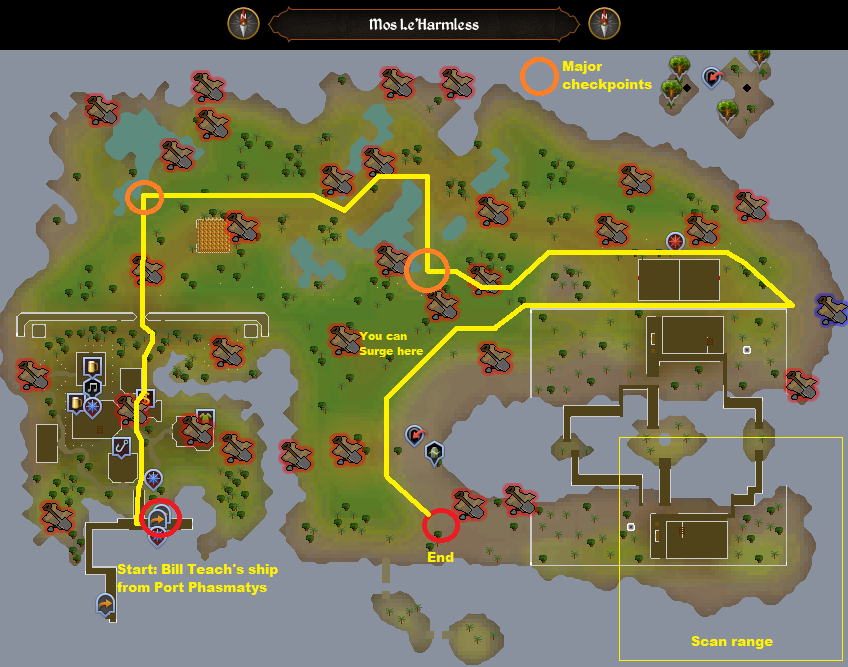 Mos Le'Harmless
Major
checkpoints
You can
Surge here
End
Start: Bill Teach's ship
from Port Phasmatys
Scan range